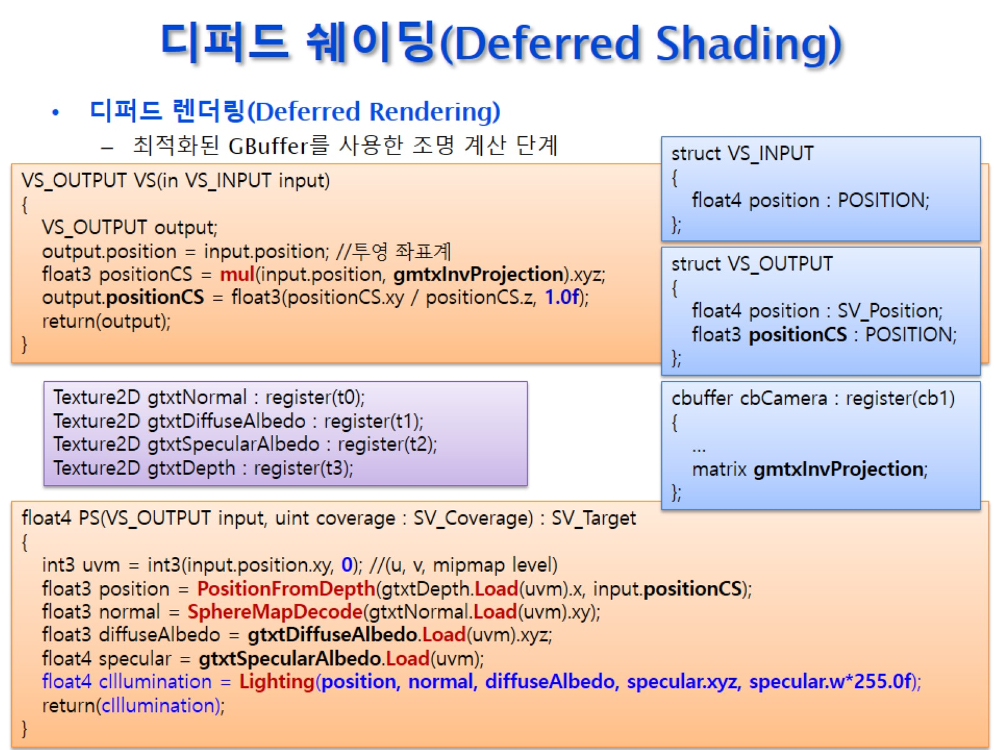 디퍼드 쉐이딩(Deferred Shading)
• 디퍼드 렌더링(Deferred Rendering)
– 최적화된 GBuffer를 사용한 조명 계산 단계
VS_OUTPUT VS(in VS_INPUT input)
{
VS_OUTPUT output;
output.position = input.position; //투영 좌표계
float3 positionCS = mul(input.position, gmtxInvProjection).xyz;
output.positionCS = float3(positionCS.xy / positionCS.z, 1.0f);
return(output);
}
struct VS_INPUT
{
float4 position : POSITION;
};
struct VS_OUTPUT
{
float4 position : SV_Position;
float3 positionCS : POSITION;
};
Texture2D gtxtNormal : register(t0);
Texture2D gtxtDiffuseAlbedo : register(t1);
Texture2D gtxtSpecularAlbedo : register(t2);
Texture2D gtxtDepth : register(t3);
cbuffer cbCamera : register(cb1)
{
...
matrix gmtxInvProjection;
};
float4 PS(VS_OUTPUT input, uint coverage : SV_Coverage) : SV_Target
{
int3 uvm = int3(input.position.xy, 0); //(u, v, mipmap level)
float3 position = PositionFromDepth(gtxtDepth.Load(uvm).x, input.positionCS);
float3 normal = SphereMapDecode(gtxtNormal.Load(uvm).xy);
float3 diffuseAlbedo = gtxtDiffuseAlbedo.Load(uvm).xyz;
float4 specular = gtxtSpecularAlbedo.Load(uvm);
float4 cIllumination = Lighting(position, normal, diffuseAlbedo, specular.xyz, specular.w*255.0f);
return(cIllumination);
}